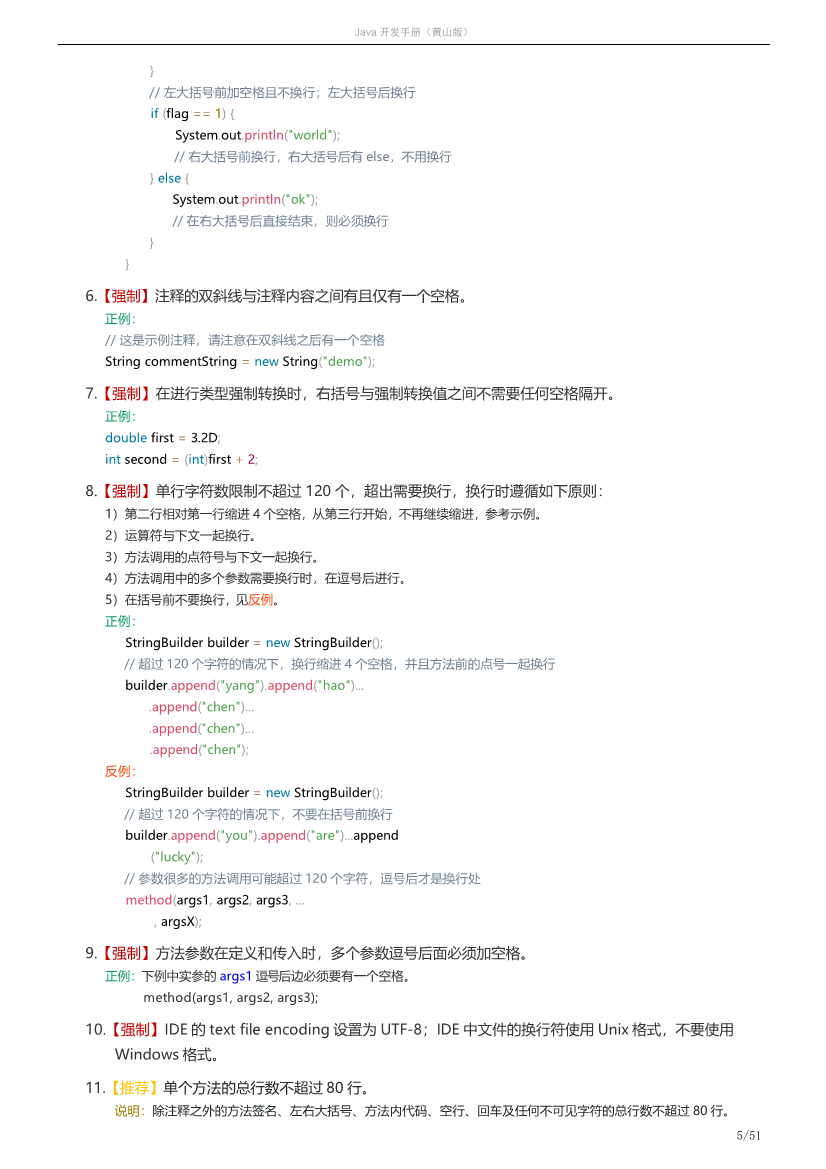 Java 开发手册（黄山版）
}
// 左大括号前加空格且不换行；左大括号后换行
if (flag == 1) {
System.out.println("world");
// 右大括号前换行，右大括号后有 else，不用换行
} else {
System.out.println("ok");
// 在右大括号后直接结束，则必须换行
}
}
6.【强制】注释的双斜线与注释内容之间有且仅有一个空格。
正例：
// 这是示例注释，请注意在双斜线之后有一个空格
String commentString = new String("demo");
7.【强制】在进行类型强制转换时，右括号与强制转换值之间不需要任何空格隔开。
正例：
double first = 3.2D;
int second = (int)first + 2;
8.【强制】单行字符数限制不超过 120 个，超出需要换行，换行时遵循如下原则：
1）第二行相对第一行缩进 4 个空格，从第三行开始，不再继续缩进，参考示例。
2）运算符与下文一起换行。
3）方法调用的点符号与下文一起换行。
4）方法调用中的多个参数需要换行时，在逗号后进行。
5）在括号前不要换行，见反例。
正例：
StringBuilder builder = new StringBuilder();
// 超过 120 个字符的情况下，换行缩进 4 个空格，并且方法前的点号一起换行
builder.append("yang").append("hao")...
.append("chen")...
.append("chen")...
.append("chen");
反例：
StringBuilder builder = new StringBuilder();
// 超过 120 个字符的情况下，不要在括号前换行
builder.append("you").append("are")...append
("lucky");
// 参数很多的方法调用可能超过 120 个字符，逗号后才是换行处
method(args1, args2, args3, ...
, argsX);
9.【强制】方法参数在定义和传入时，多个参数逗号后面必须加空格。
正例：下例中实参的 args1 逗号后边必须要有一个空格。
method(args1, args2, args3);
10.【强制】IDE 的 text file encoding 设置为 UTF-8；IDE 中文件的换行符使用 Unix 格式，不要使用
Windows 格式。
11.【推荐】单个方法的总行数不超过 80 行。
说明：除注释之外的方法签名、左右大括号、方法内代码、空行、回车及任何不可见字符的总行数不超过 80 行。
5/51